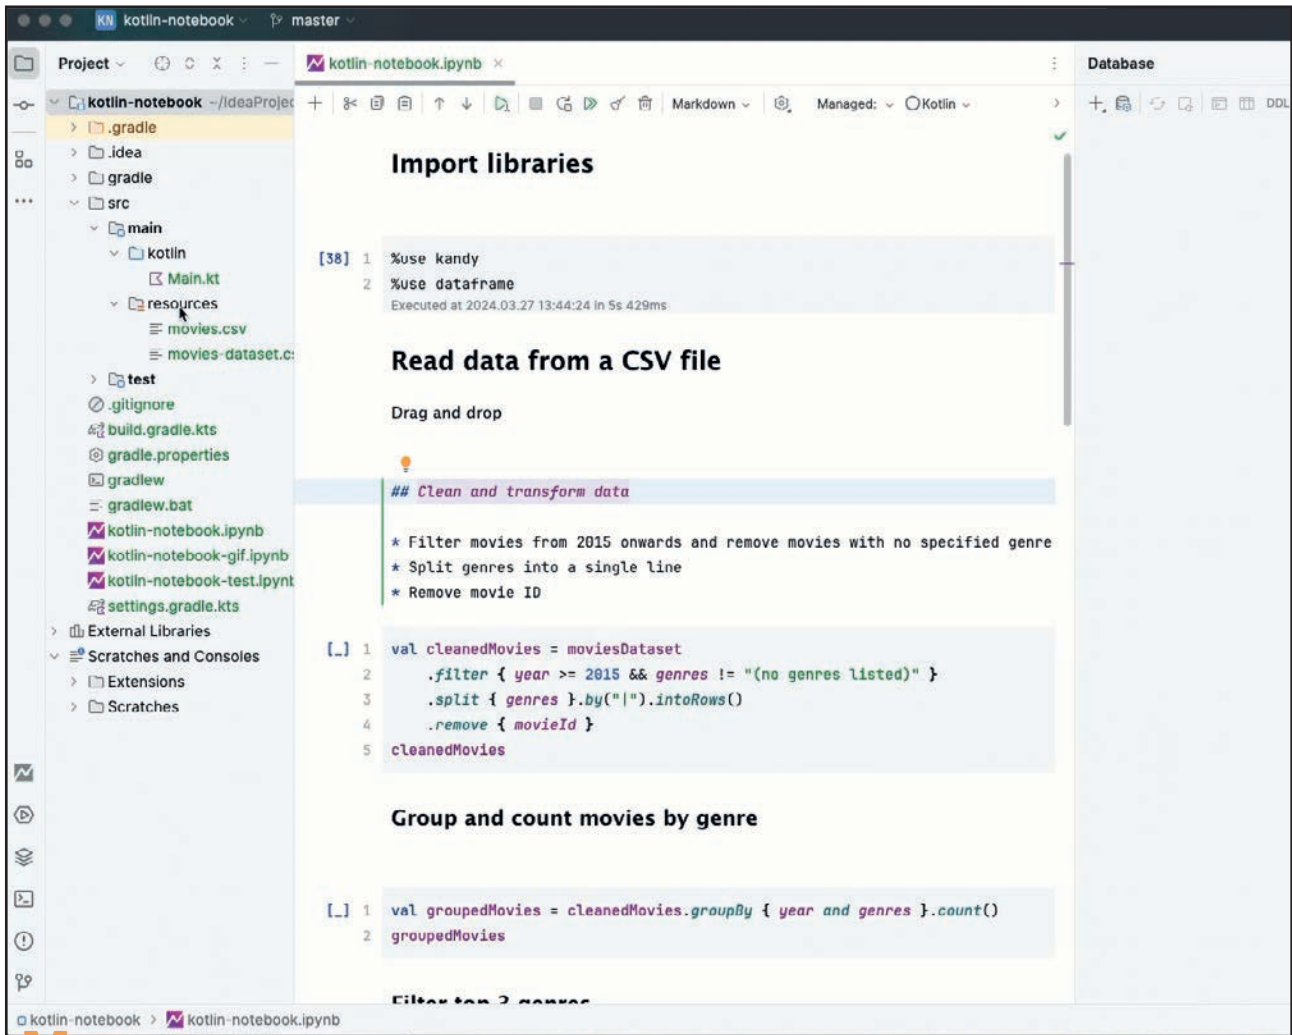 KN kotlin-notebook master
Project
kotlin-notebook ~/IdeaProjec
.gradle
.idea
gradle
src
main
kotlin
Main.kt
resources
movies.csv
movies-dataset.c
test
.gitignore
build.gradle.kts
gradle.properties
gradlew
gradlew.bat
kotlin-notebook.ipynb
kotlin-notebook-gif.ipynb
kotlin-notebook-test.ipynb
settings.gradle.kts
External Libraries
Scratches and Consoles
Extensions
Scratches
kotlin-notebook.ipynb
Markdown Managed: Kotlin
Import libraries
[38] 1 %use kandy
2 %use dataframe
Executed at 2024.03.27 13:44:24 in 5s 429ms
Read data from a CSV file
Drag and drop
## Clean and transform data
* Filter movies from 2015 onwards and remove movies with no specified genre
* Split genres into a single line
* Remove movie ID
[_] 1 val cleanedMovies = moviesDataset
2 .filter { year >= 2015 && genres != "(no genres listed)" }
3 .split { genres }.by("|").intoRows()
4 .remove { movieId }
5 cleanedMovies
Group and count movies by genre
[_] 1 val groupedMovies = cleanedMovies.groupBy { year and genres }.count()
2 groupedMovies
Filter top 3 genres
Database
DDL
kotlin-notebook > kotlin-notebook.ipynb